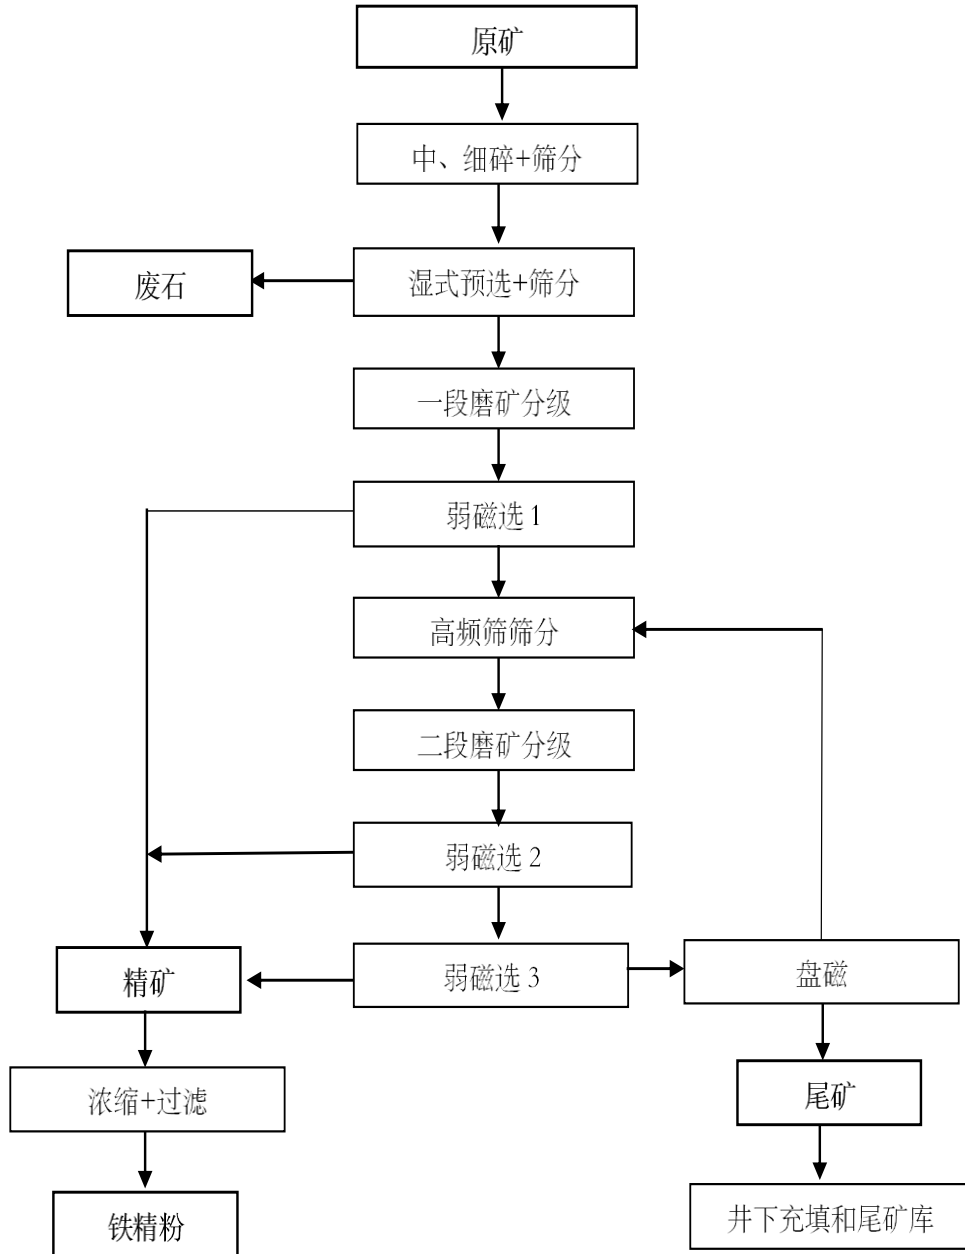 原矿
中、细碎+筛分
废石
湿式预选+筛分
一段磨矿分级
弱磁选 1
高频筛筛分
二段磨矿分级
弱磁选 2
精矿
弱磁选 3
盘磁
浓缩+过滤
尾矿
铁精粉
井下充填和尾矿库